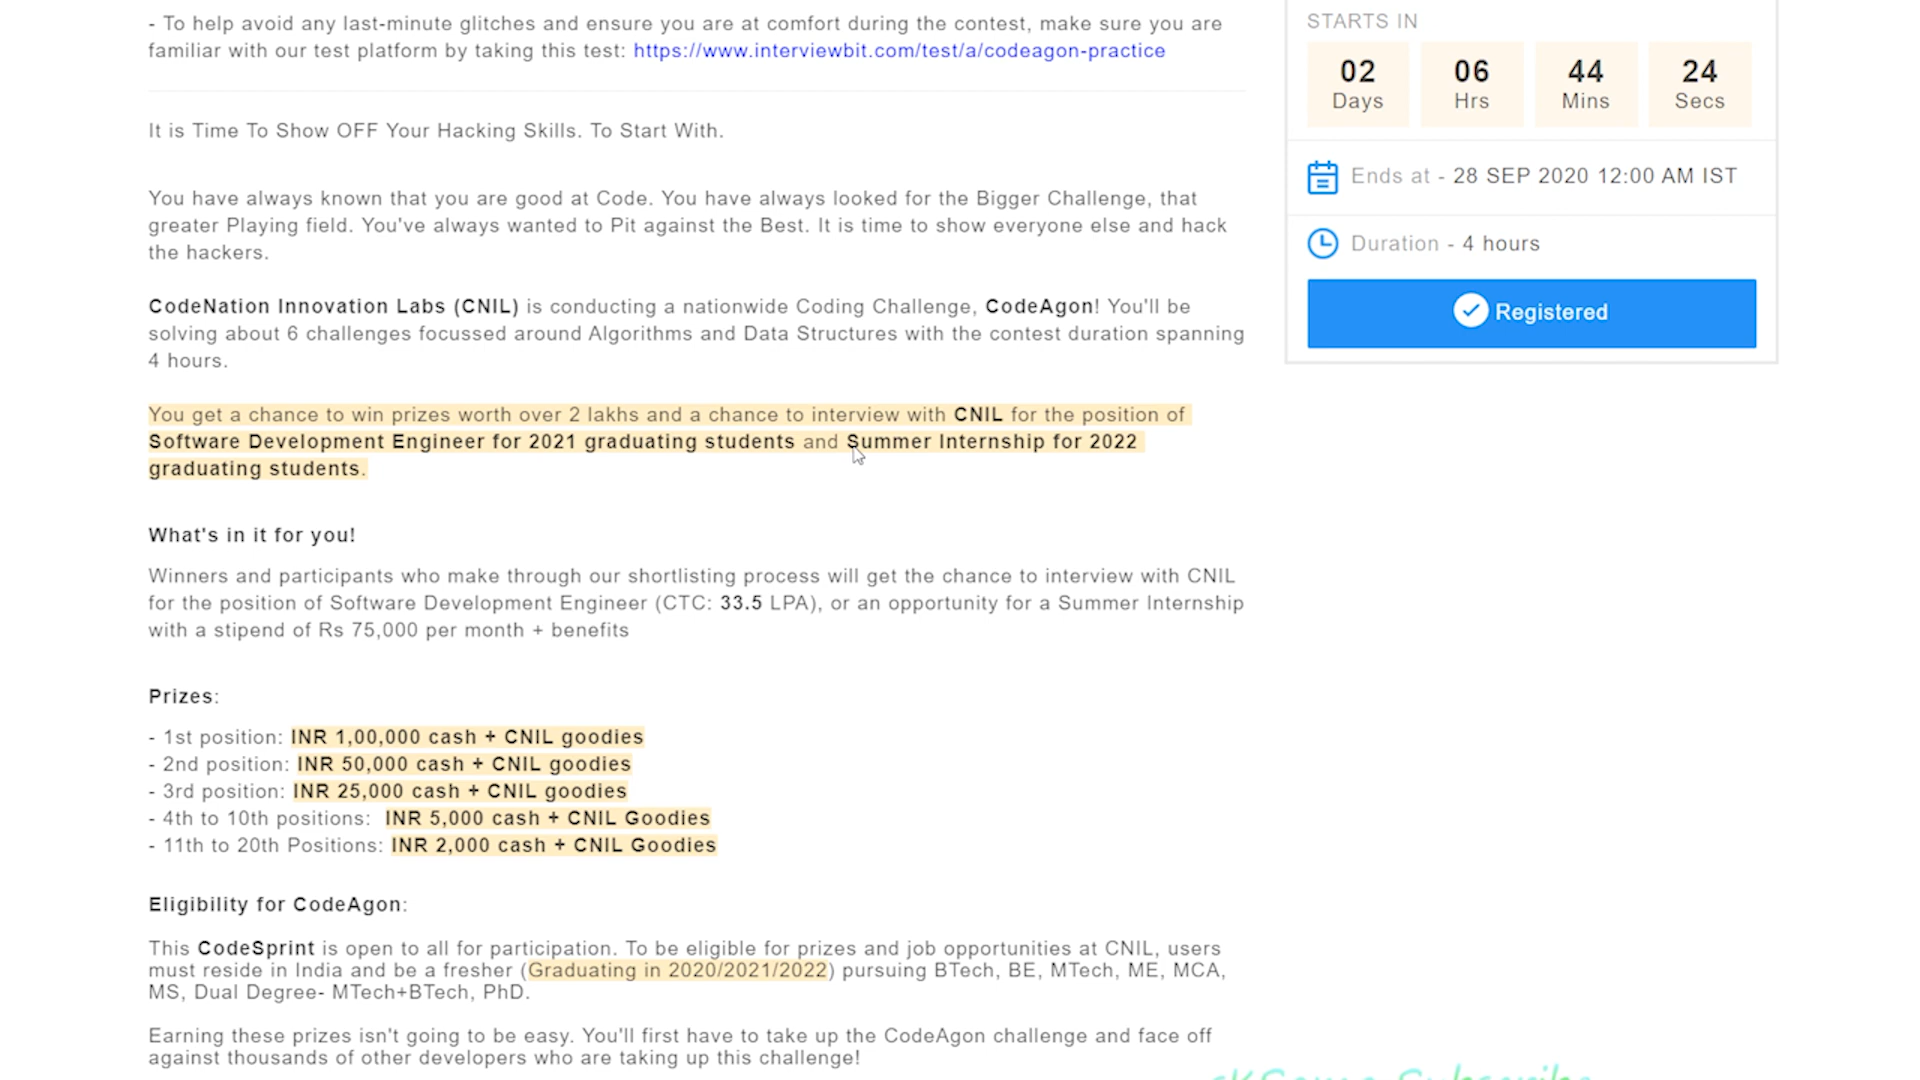 - To help avoid any last-minute glitches and ensure you are at comfort during the contest, make sure you are
familiar with our test platform by taking this test: https://www.interviewbit.com/test/a/codeagon-practice
It is Time To Show OFF Your Hacking Skills. To Start With.
You have always known that you are good at Code. You have always looked for the Bigger Challenge, that
greater Playing field. You've always wanted to Pit against the Best. It is time to show everyone else and hack
the hackers.
CodeNation Innovation Labs (CNIL) is conducting a nationwide Coding Challenge, CodeAgon! You'll be
solving about 6 challenges focussed around Algorithms and Data Structures with the contest duration spanning
4 hours.
You get a chance to win prizes worth over 2 lakhs and a chance to interview with CNIL for the position of
Software Development Engineer for 2021 graduating students and Summer Internship for 2022
graduating students.
What's in it for you!
Winners and participants who make through our shortlisting process will get the chance to interview with CNIL
for the position of Software Development Engineer (CTC: 33.5 LPA), or an opportunity for a Summer Internship
with a stipend of Rs 75,000 per month + benefits
Prizes:
- 1st position: INR 1,00,000 cash + CNIL goodies
- 2nd position: INR 50,000 cash + CNIL goodies
- 3rd position: INR 25,000 cash + CNIL goodies
- 4th to 10th positions: INR 5,000 cash + CNIL Goodies
- 11th to 20th Positions: INR 2,000 cash + CNIL Goodies
Eligibility for CodeAgon:
This CodeSprint is open to all for participation. To be eligible for prizes and job opportunities at CNIL, users
must reside in India and be a fresher (Graduating in 2020/2021/2022) pursuing BTech, BE, MTech, ME, MCA,
MS, Dual Degree- MTech+BTech, PhD.
Earning these prizes isn't going to be easy. You'll first have to take up the CodeAgon challenge and face off
against thousands of other developers who are taking up this challenge!
STARTS IN
02 06 44 24
Days Hrs Mins Secs
Ends at - 28 SEP 2020 12:00 AM IST
Duration - 4 hours
Registered